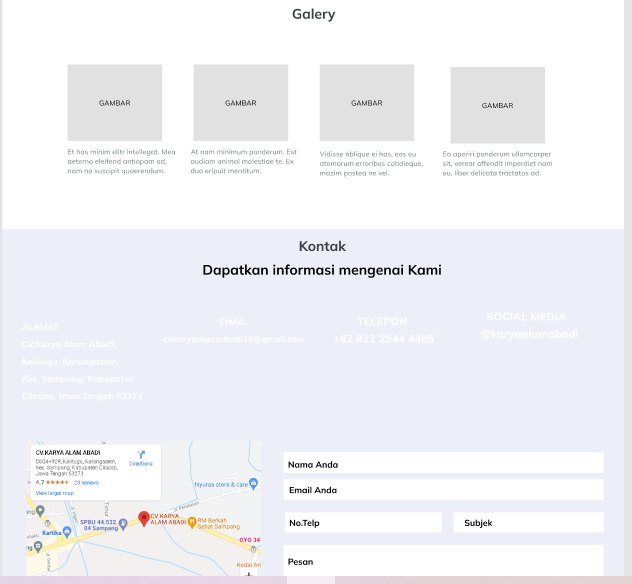 Galery
GAMBAR
GAMBAR
GAMBAR
GAMBAR
Et has minim elitr intellegat. Mea
aeterno eleifend antiopam ad,
nam no suscipit quaerendum.
At nam minimum ponderum. Est
audiam animal molestiae te. Ex
duo eripuit mentitum.
Vidisse oblique ei has, eos eu
atomorum erroribus cotidieque,
mazim postea ne vel.
Ea aperiri ponderum ullamcorper
sit, verear offendit imperdiet nam
eu, liber delicata tractatos ad.
Kontak
Dapatkan informasi mengenai Kami
ALAMAT
CV.Karya Alam Abadi,
Kalitugu, Karangasem,
Kec. Sampang, Kabupaten
Cilacap, Jawa Tengah 53273
EMAIL
cvkaryaalamabadi16@gmail.com
TELEPON
+62 812 2944 4485
SOCIAL MEDIA
@karyaalamabadi
CV.KARYA ALAM ABADI
C5Q4+92R, Kalitugu, Karangasem,
Kec. Sampang, Kabupaten Cilacap,
Jawa Tengah 53273
Directions
4,7
23 reviews
View larger map
Nyuraa store & care
Kartika
SPBU 44.532.
04 Sampang
CV.KARYA
ALAM ABADI
RM Berkah
Sehat Sampang
OYO 34
Kedai An
Nama Anda
Email Anda
No.Telp
Subjek
Pesan